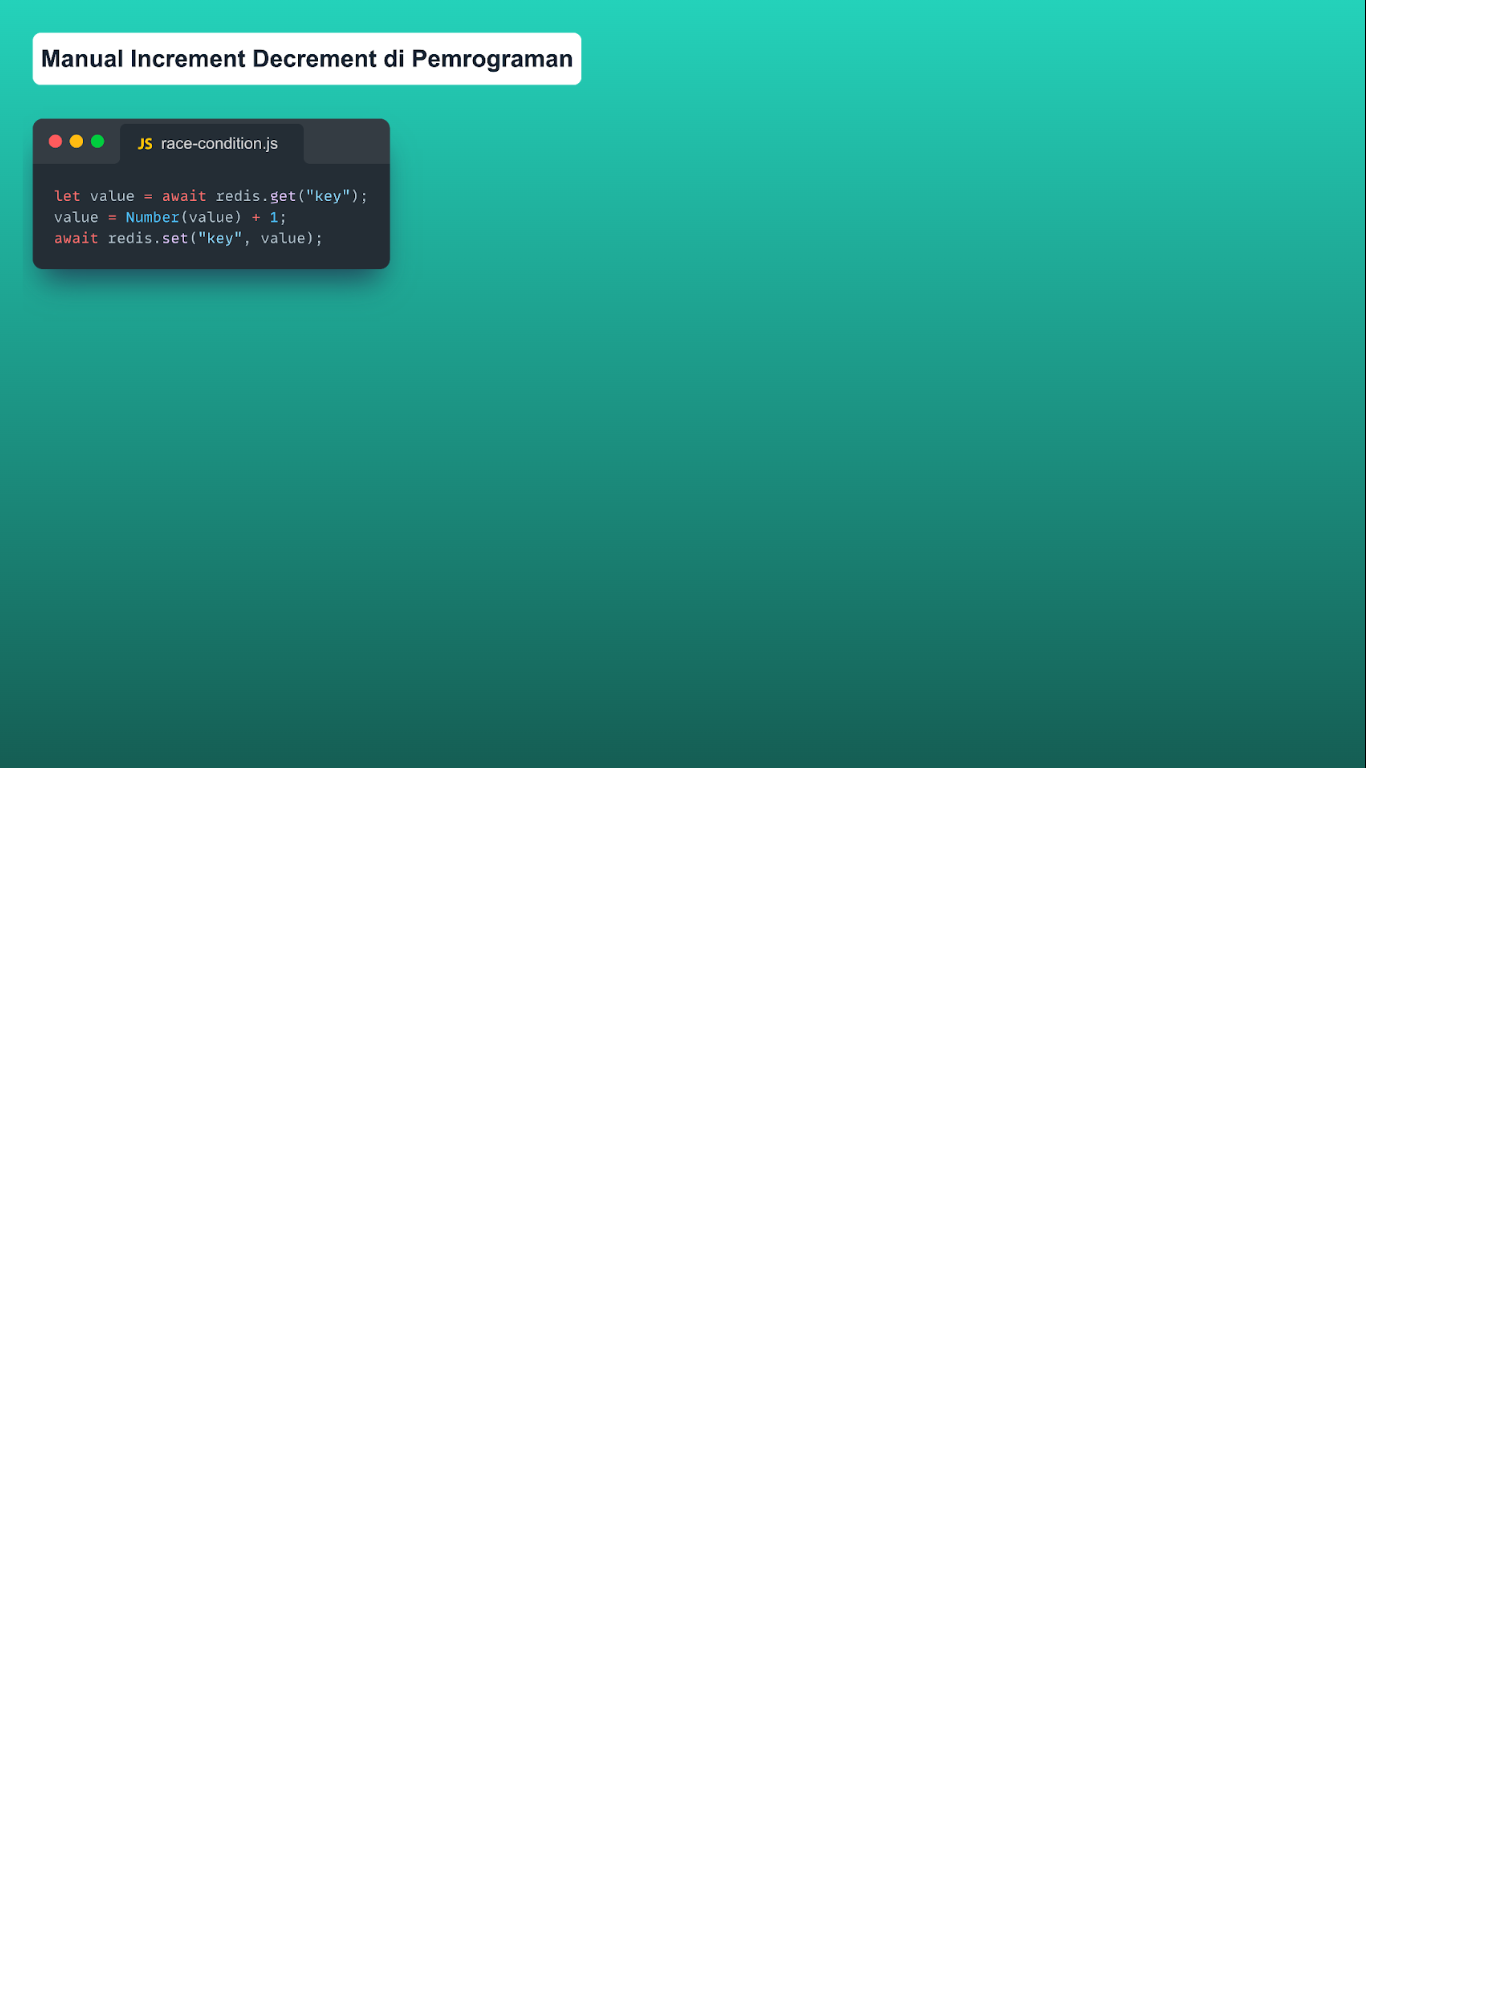 Manual Increment Decrement di Pemrograman
JS race-condition.js
let value = await redis.get("key");
value = Number(value) + 1;
await redis.set("key", value);